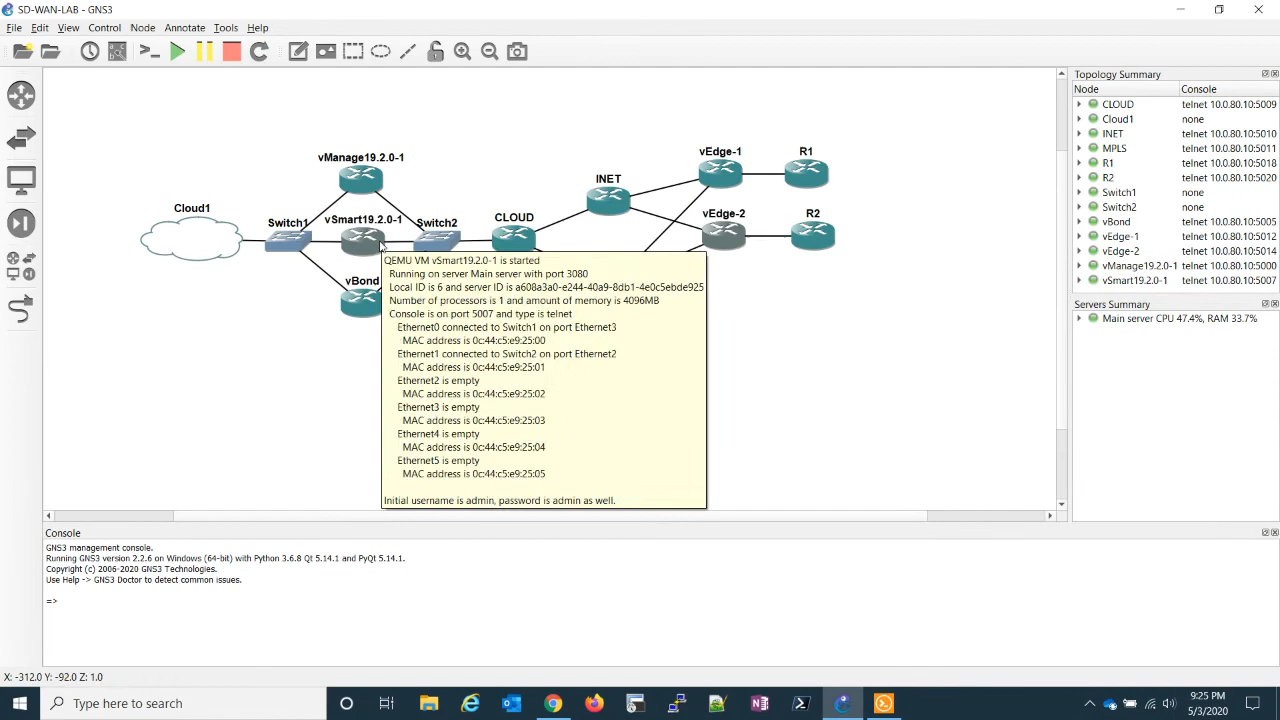 SD-WAN-LAB - GNS3
File Edit View Control Node Annotate Tools Help
vManage19.2.0-1
vEdge-1
R1
INET
Cloud1
Switch1
vSmart19.2.0-1
Switch2
CLOUD
vEdge-2
R2
vBond
QEMU VM vSmart19.2.0-1 is started
Running on server Main server with port 3080
Local ID is 6 and server ID is a608a3a0-e244-40a9-8db1-4e0c5ebde925
Number of processors is 1 and amount of memory is 4096MB
Console is on port 5007 and type is telnet
Ethernet0 connected to Switch1 on port Ethernet3
MAC address is 0c:44:c5:e9:25:00
Ethernet1 connected to Switch2 on port Ethernet2
MAC address is 0c:44:c5:e9:25:01
Ethernet2 is empty
MAC address is 0c:44:c5:e9:25:02
Ethernet3 is empty
MAC address is 0c:44:c5:e9:25:03
Ethernet4 is empty
MAC address is 0c:44:c5:e9:25:04
Ethernet5 is empty
MAC address is 0c:44:c5:e9:25:05
Initial username is admin, password is admin as well.
Topology Summary
Node Console
CLOUD telnet 10.0.80.10:5009
Cloud1 none
INET telnet 10.0.80.10:5010
MPLS telnet 10.0.80.10:5011
R1 telnet 10.0.80.10:5018
R2 telnet 10.0.80.10:5020
Switch1 none
Switch2 none
vBond telnet 10.0.80.10:5005
vEdge-1 telnet 10.0.80.10:5012
vEdge-2 telnet 10.0.80.10:5014
vManage19.2.0-1 telnet 10.0.80.10:5003
vSmart19.2.0-1 telnet 10.0.80.10:5007
Servers Summary
Main server CPU 47.4%, RAM 33.7%
Console
GNS3 management console.
Running GNS3 version 2.2.6 on Windows (64-bit) with Python 3.6.8 Qt 5.14.1 and PyQt 5.14.1.
Copyright (c) 2006-2020 GNS3 Technologies.
Use Help -> GNS3 Doctor to detect common issues.
=>
X: -312.0 Y: -92.0 Z: 1.0
Type here to search
9:25 PM
5/3/2020